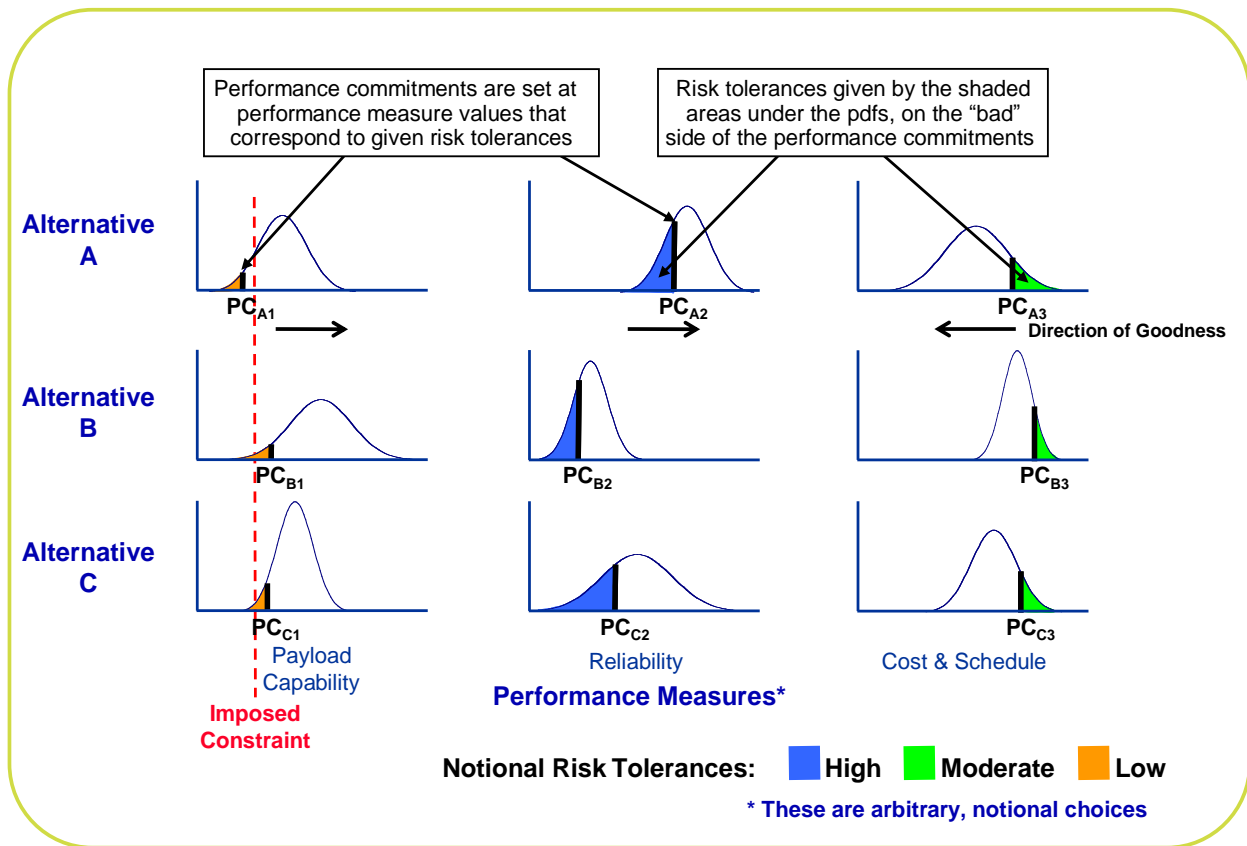 Performance commitments are set at
performance measure values that
correspond to given risk tolerances
Risk tolerances given by the shaded
areas under the pdfs, on the “bad”
side of the performance commitments
Alternative
A
PCA1
PCA2
PCA3
Direction of Goodness
Alternative
B
PCB1
PCB2
PCB3
Alternative
C
PCC1
PCC2
PCC3
Payload
Capability
Reliability
Cost & Schedule
Performance Measures*
Imposed
Constraint
Notional Risk Tolerances:
High
Moderate
Low
* These are arbitrary, notional choices